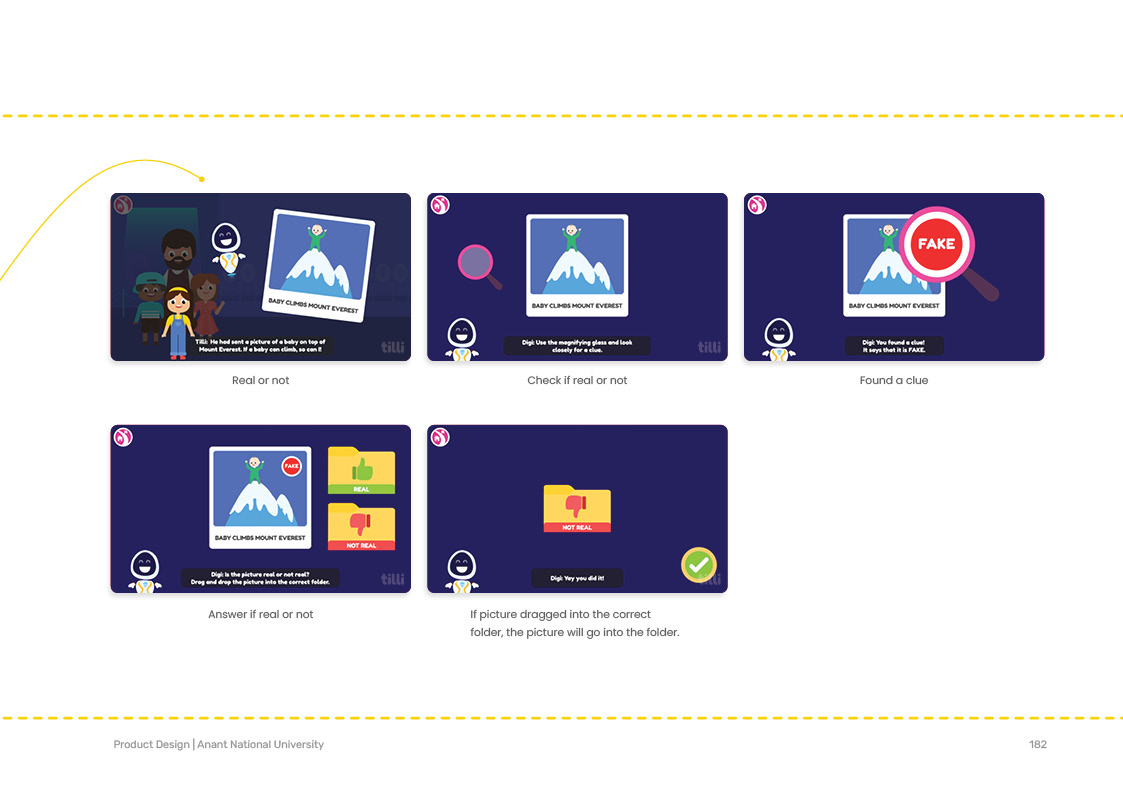 BABY CLIMBS MOUNT EVEREST
Tilli: He had sent a picture of a baby on top of
Mount Everest. If a baby can climb, so can I!
tilli
Real or not
BABY CLIMBS MOUNT EVEREST
Digi: Use the magnifying glass and look
closely for a clue.
tilli
Check if real or not
FAKE
BABY CLIMBS MOUNT EVEREST
Digi: You found a clue!
It says that it is FAKE.
Found a clue
FAKE
BABY CLIMBS MOUNT EVEREST
REAL
NOT REAL
Digi: Is the picture real or not real?
Drag and drop the picture into the correct folder.
tilli
Answer if real or not
NOT REAL
Digi: Yay you did it!
tilli
If picture dragged into the correct
folder, the picture will go into the folder.
Product Design | Anant National University
182